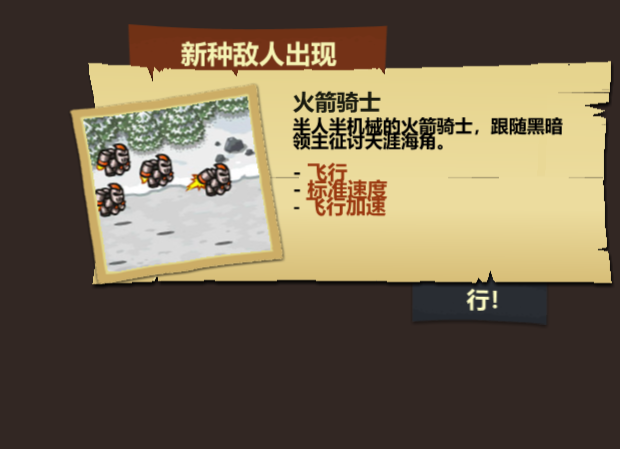 新种敌人出现
火箭骑士
半人半机械的火箭骑士，跟随黑暗
领主征讨天涯海角。
- 飞行
- 标准速度
- 飞行加速
行!